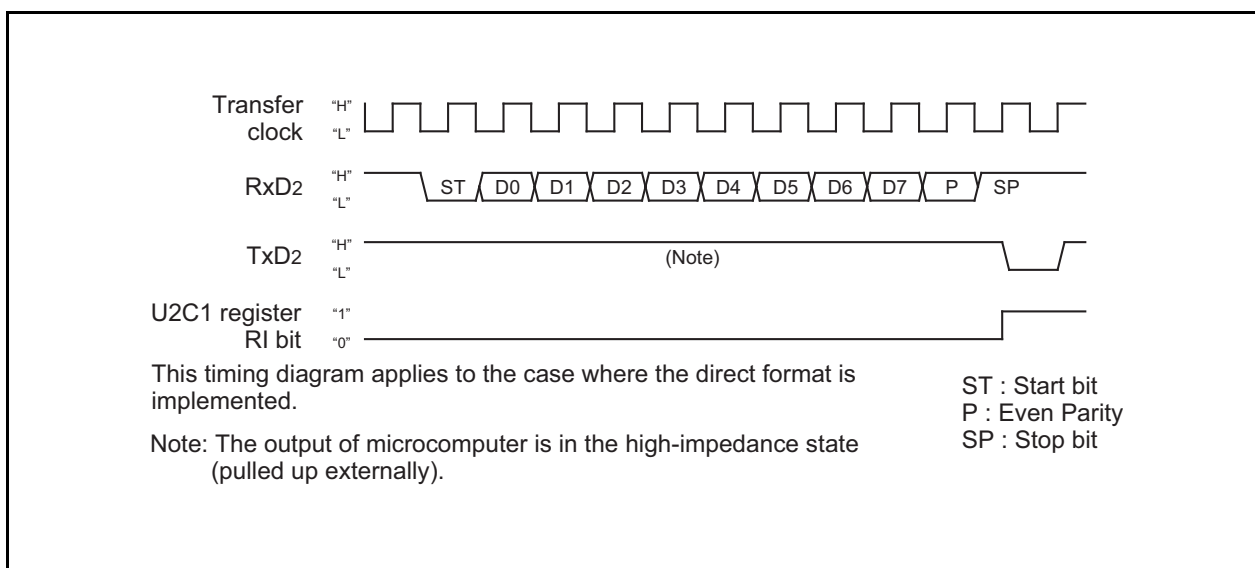 Transfer
clock
“H”
“L”
RxD2
“H”
“L”
ST D0 D1 D2 D3 D4 D5 D6 D7 P SP
TxD2
“H”
“L”
(Note)
U2C1 register
RI bit
“1”
“0”
This timing diagram applies to the case where the direct format is
implemented.
Note: The output of microcomputer is in the high-impedance state
(pulled up externally).
ST : Start bit
P : Even Parity
SP : Stop bit